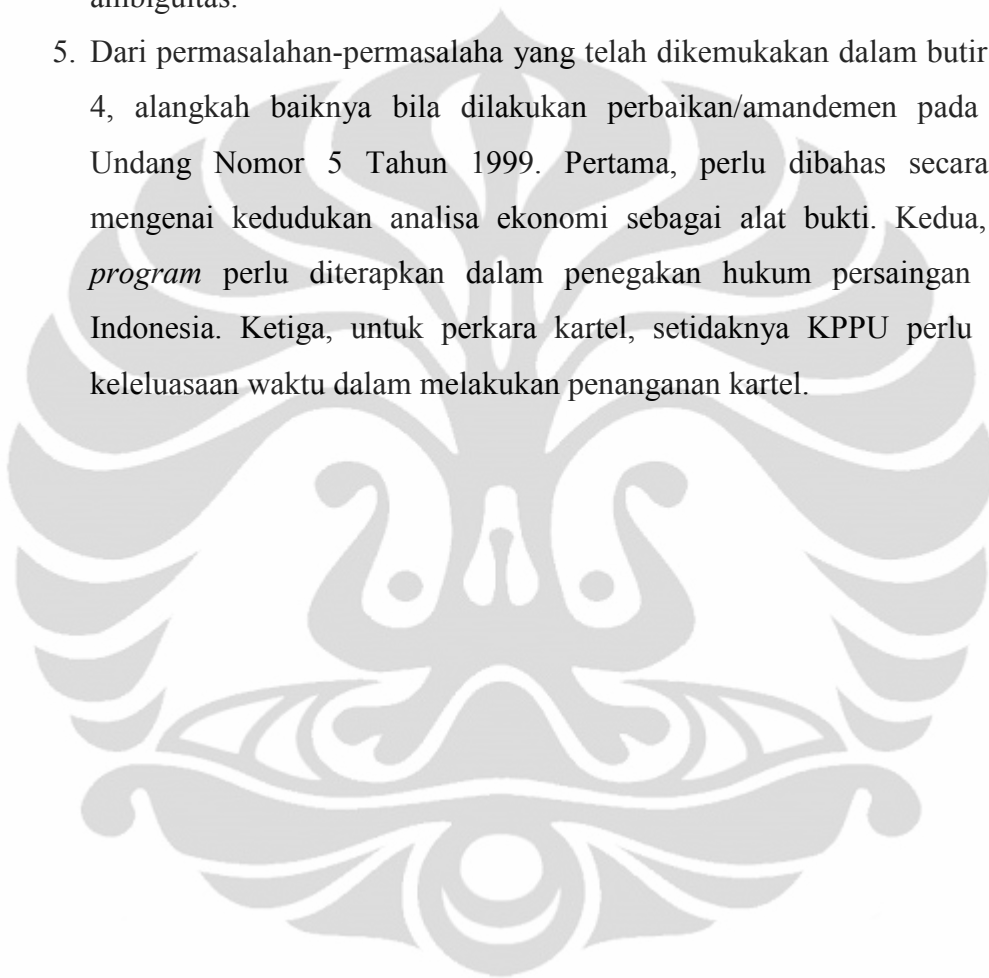 ambiguitas.
5. Dari permasalahan-permasalaha yang telah dikemukakan dalam butir
4, alangkah baiknya bila dilakukan perbaikan/amandemen pada
Undang Nomor 5 Tahun 1999. Pertama, perlu dibahas secara
mengenai kedudukan analisa ekonomi sebagai alat bukti. Kedua,
program perlu diterapkan dalam penegakan hukum persaingan
Indonesia. Ketiga, untuk perkara kartel, setidaknya KPPU perlu
keleluasaan waktu dalam melakukan penanganan kartel.